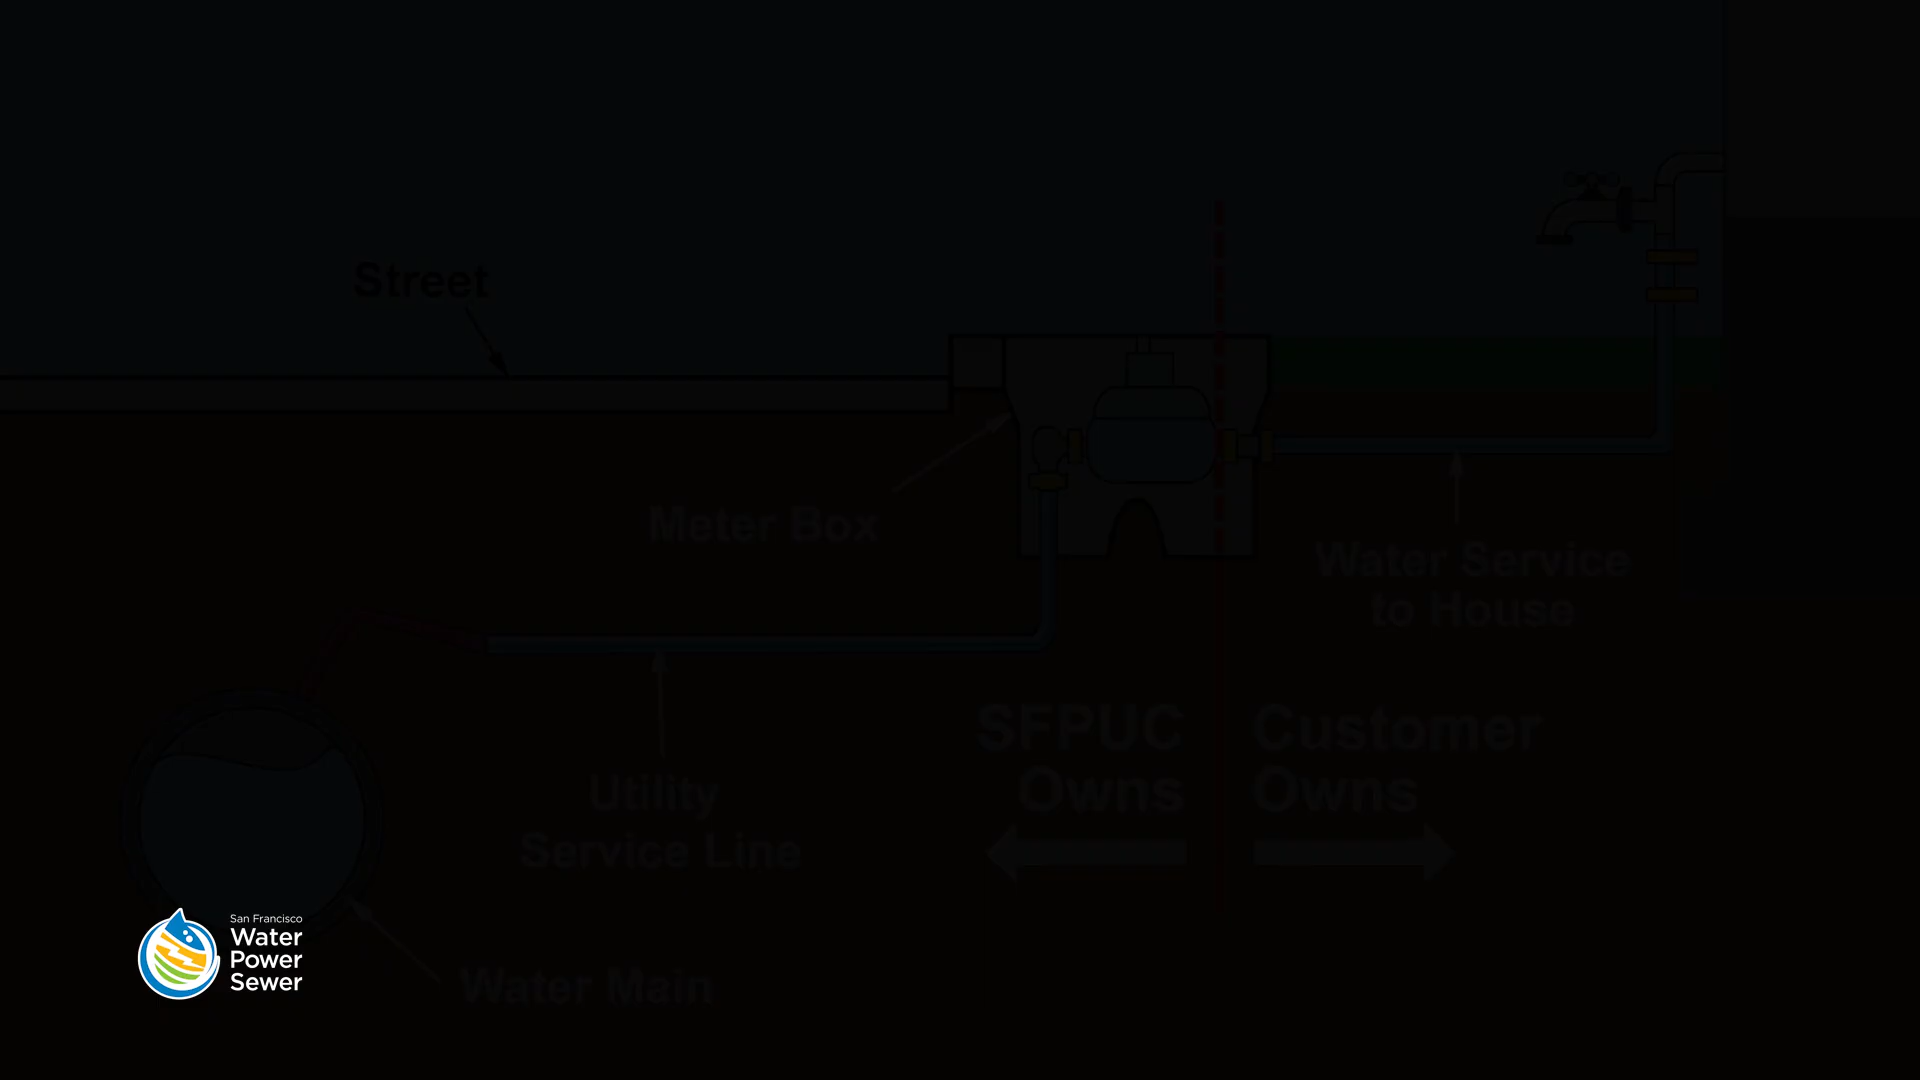 Street
Meter Box
Water Service
to House
SFPUC
Owns
Customer
Owns
Utility
Service Line
San Francisco
Water
Power
Sewer
Water Main